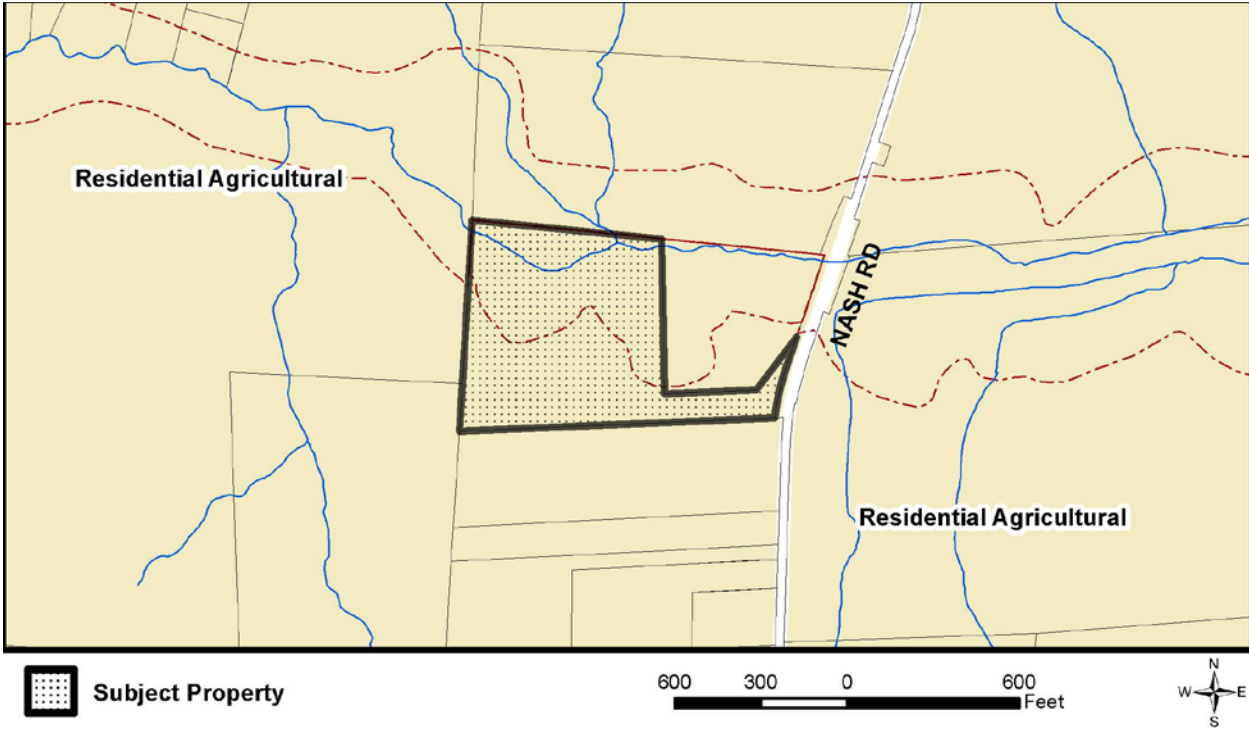 Residential Agricultural
NASH RD
Residential Agricultural
Subject Property
600 300 0 600
Feet
N
W E
S